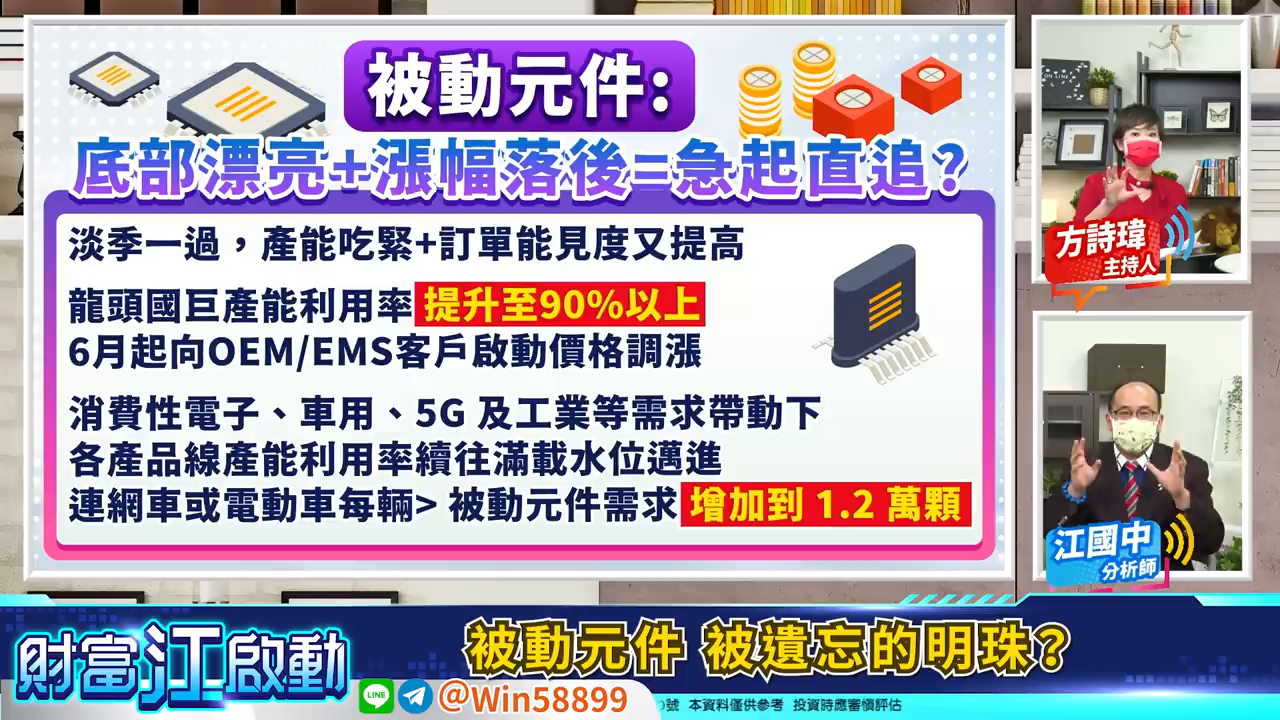 被動元件:
底部漂亮+漲幅落後=急起直追?
淡季一過，產能吃緊+訂單能見度又提高
龍頭國巨產能利用率 提升至90%以上
6月起向OEM/EMS客戶啟動價格調漲
消費性電子、車用、5G 及工業等需求帶動下
各產品線產能利用率續往滿載水位邁進
連網車或電動車每輛> 被動元件需求 增加到 1.2 萬顆
方詩瑋
主持人
江國中
分析師
財富江啟動
被動元件 被遺忘的明珠?
LINE
@Win58899
號 本資料僅供參考 投資時應審慎評估